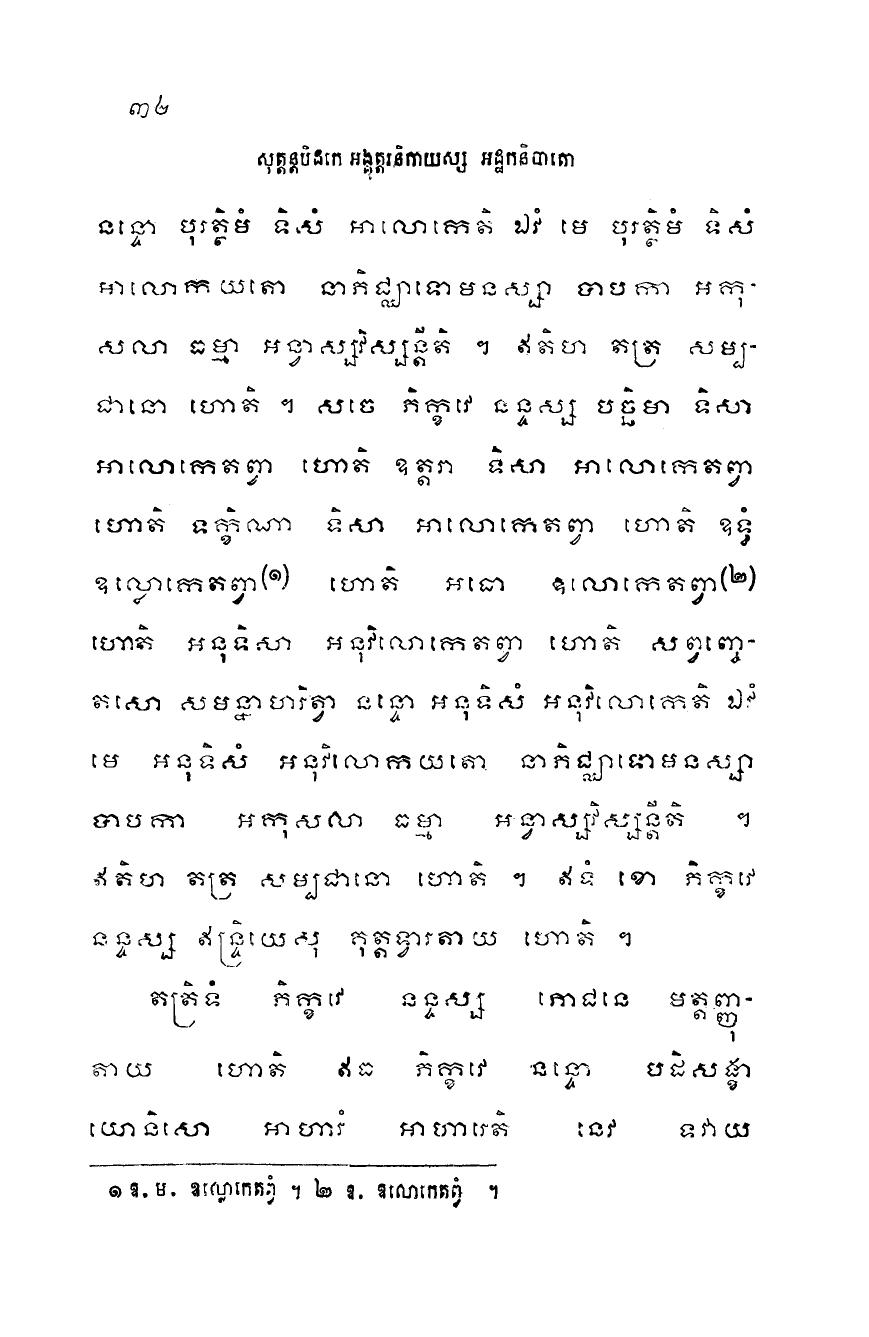 ៣៤
សុត្តន្តបិដកេ អង្គុត្តរនិកាយស្ស អដ្ឋកនិបាតោ
នន្ទោ បុរត្ថិមំ ទិសំ អាលោកេតិ ឯវំ មេ បុរត្ថិមំ ទិសំ
អាលោកយតោ នាភិជ្ឈាទោមនស្សា បាបកា អកុ-
សលា ធម្មា អន្វាស្សវិស្សន្តីតិ ។ ឥតិហ តត្រ សម្ប-
ជានោ ហោតិ ។ សចេ ភិក្ខវេ នន្ទស្ស បច្ឆិមា ទិសា
អាលោកេតព្វា ហោតិ ឧត្តរា ទិសា អាលោកេតព្វា
ហោតិ ទក្ខិណា ទិសា អាលោកេតព្វា ហោតិ ឧទ្ធំ
ឧល្លោកេតព្វា(១) ហោតិ អធោ ឧលោកេតព្វា(២)
ហោតិ អនុទិសា អនុវិលោកេតព្វា ហោតិ សព្វញ្ចេ-
តសោ សមន្នាហរិត្វា នន្ទោ អនុទិសំ អនុវិលោកេតិ ឯវំ
មេ អនុទិសំ អនុវិលោកយតោ នាភិជ្ឈាទោមនស្សា
បាបកា អកុសលា ធម្មា អន្វាស្សវិស្សន្តីតិ ។
ឥតិហ តត្រ សម្បជានោ ហោតិ ។ ឥទំ ខោ ភិក្ខវេ
នន្ទស្ស ឥន្ទ្រិយេសុ គុត្តទ្វារតាយ ហោតិ ។
តត្រិទំ ភិក្ខវេ នន្ទស្ស ភោជនេ មត្តញ្ញុ-
តាយ ហោតិ ឥធ ភិក្ខវេ នន្ទោ បដិសង្ខា
យោនិសោ អាហារំ អាហារេតិ នេវ ទវាយ
១ ឱ. ម. ឧល្លោកេតព្វំ ។ ២ ឱ. ឧលោកេតព្វំ ។